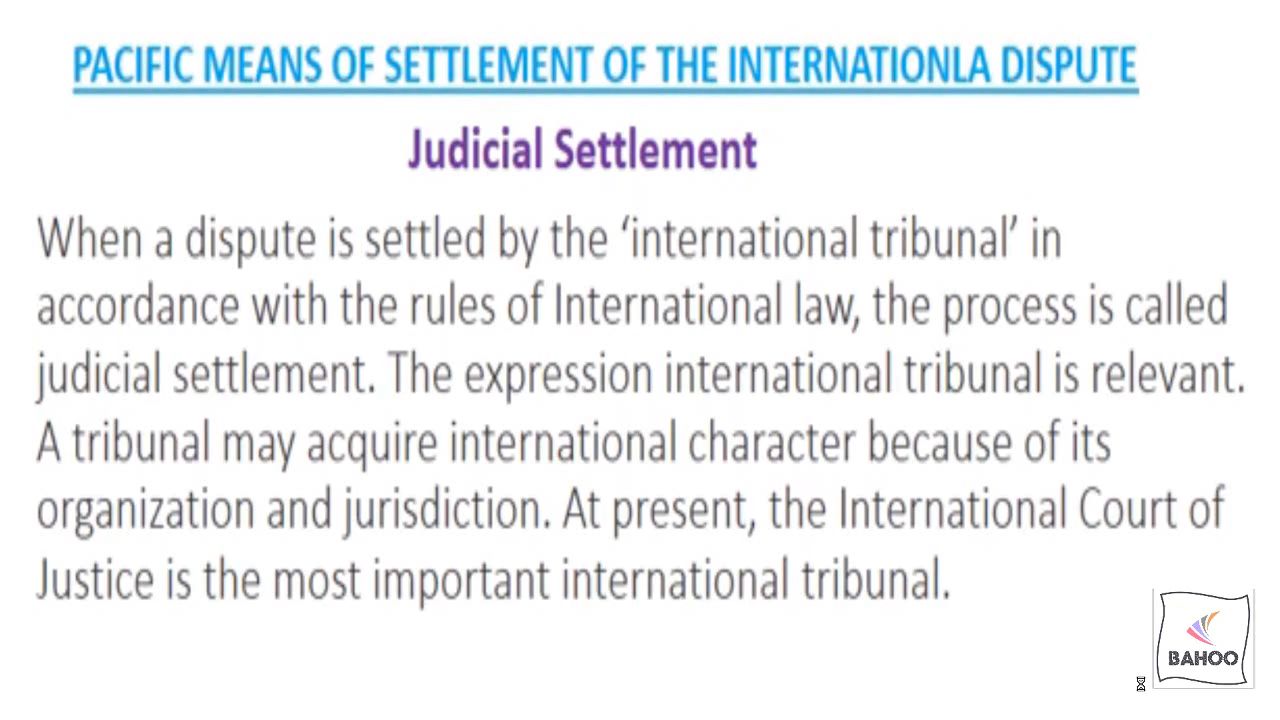 PACIFIC MEANS OF SETTLEMENT OF THE INTERNATIONLA DISPUTE
Judicial Settlement
When a dispute is settled by the ‘international tribunal’ in
accordance with the rules of International law, the process is called
judicial settlement. The expression international tribunal is relevant.
A tribunal may acquire international character because of its
organization and jurisdiction. At present, the International Court of
Justice is the most important international tribunal.
BAHOO